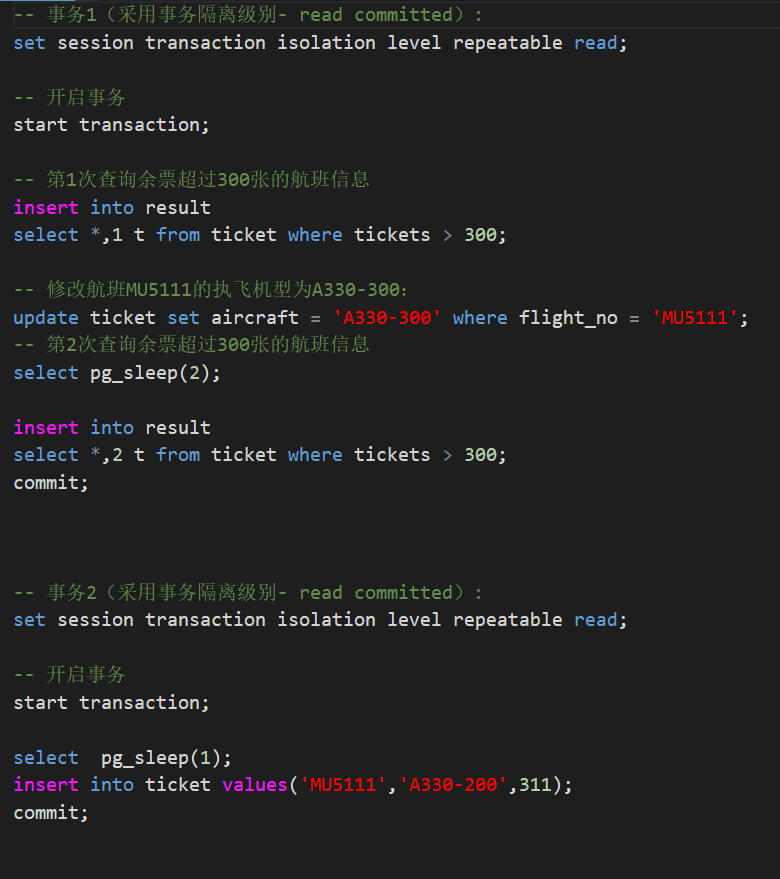 -- 事务1（采用事务隔离级别- read committed）:
set session transaction isolation level repeatable read;
-- 开启事务
start transaction;
-- 第1次查询余票超过300张的航班信息
insert into result
select *,1 t from ticket where tickets > 300;
-- 修改航班MU5111的执飞机型为A330-300:
update ticket set aircraft = 'A330-300' where flight_no = 'MU5111';
-- 第2次查询余票超过300张的航班信息
select pg_sleep(2);
insert into result
select *,2 t from ticket where tickets > 300;
commit;
-- 事务2（采用事务隔离级别- read committed）:
set session transaction isolation level repeatable read;
-- 开启事务
start transaction;
select  pg_sleep(1);
insert into ticket values('MU5111','A330-200',311);
commit;